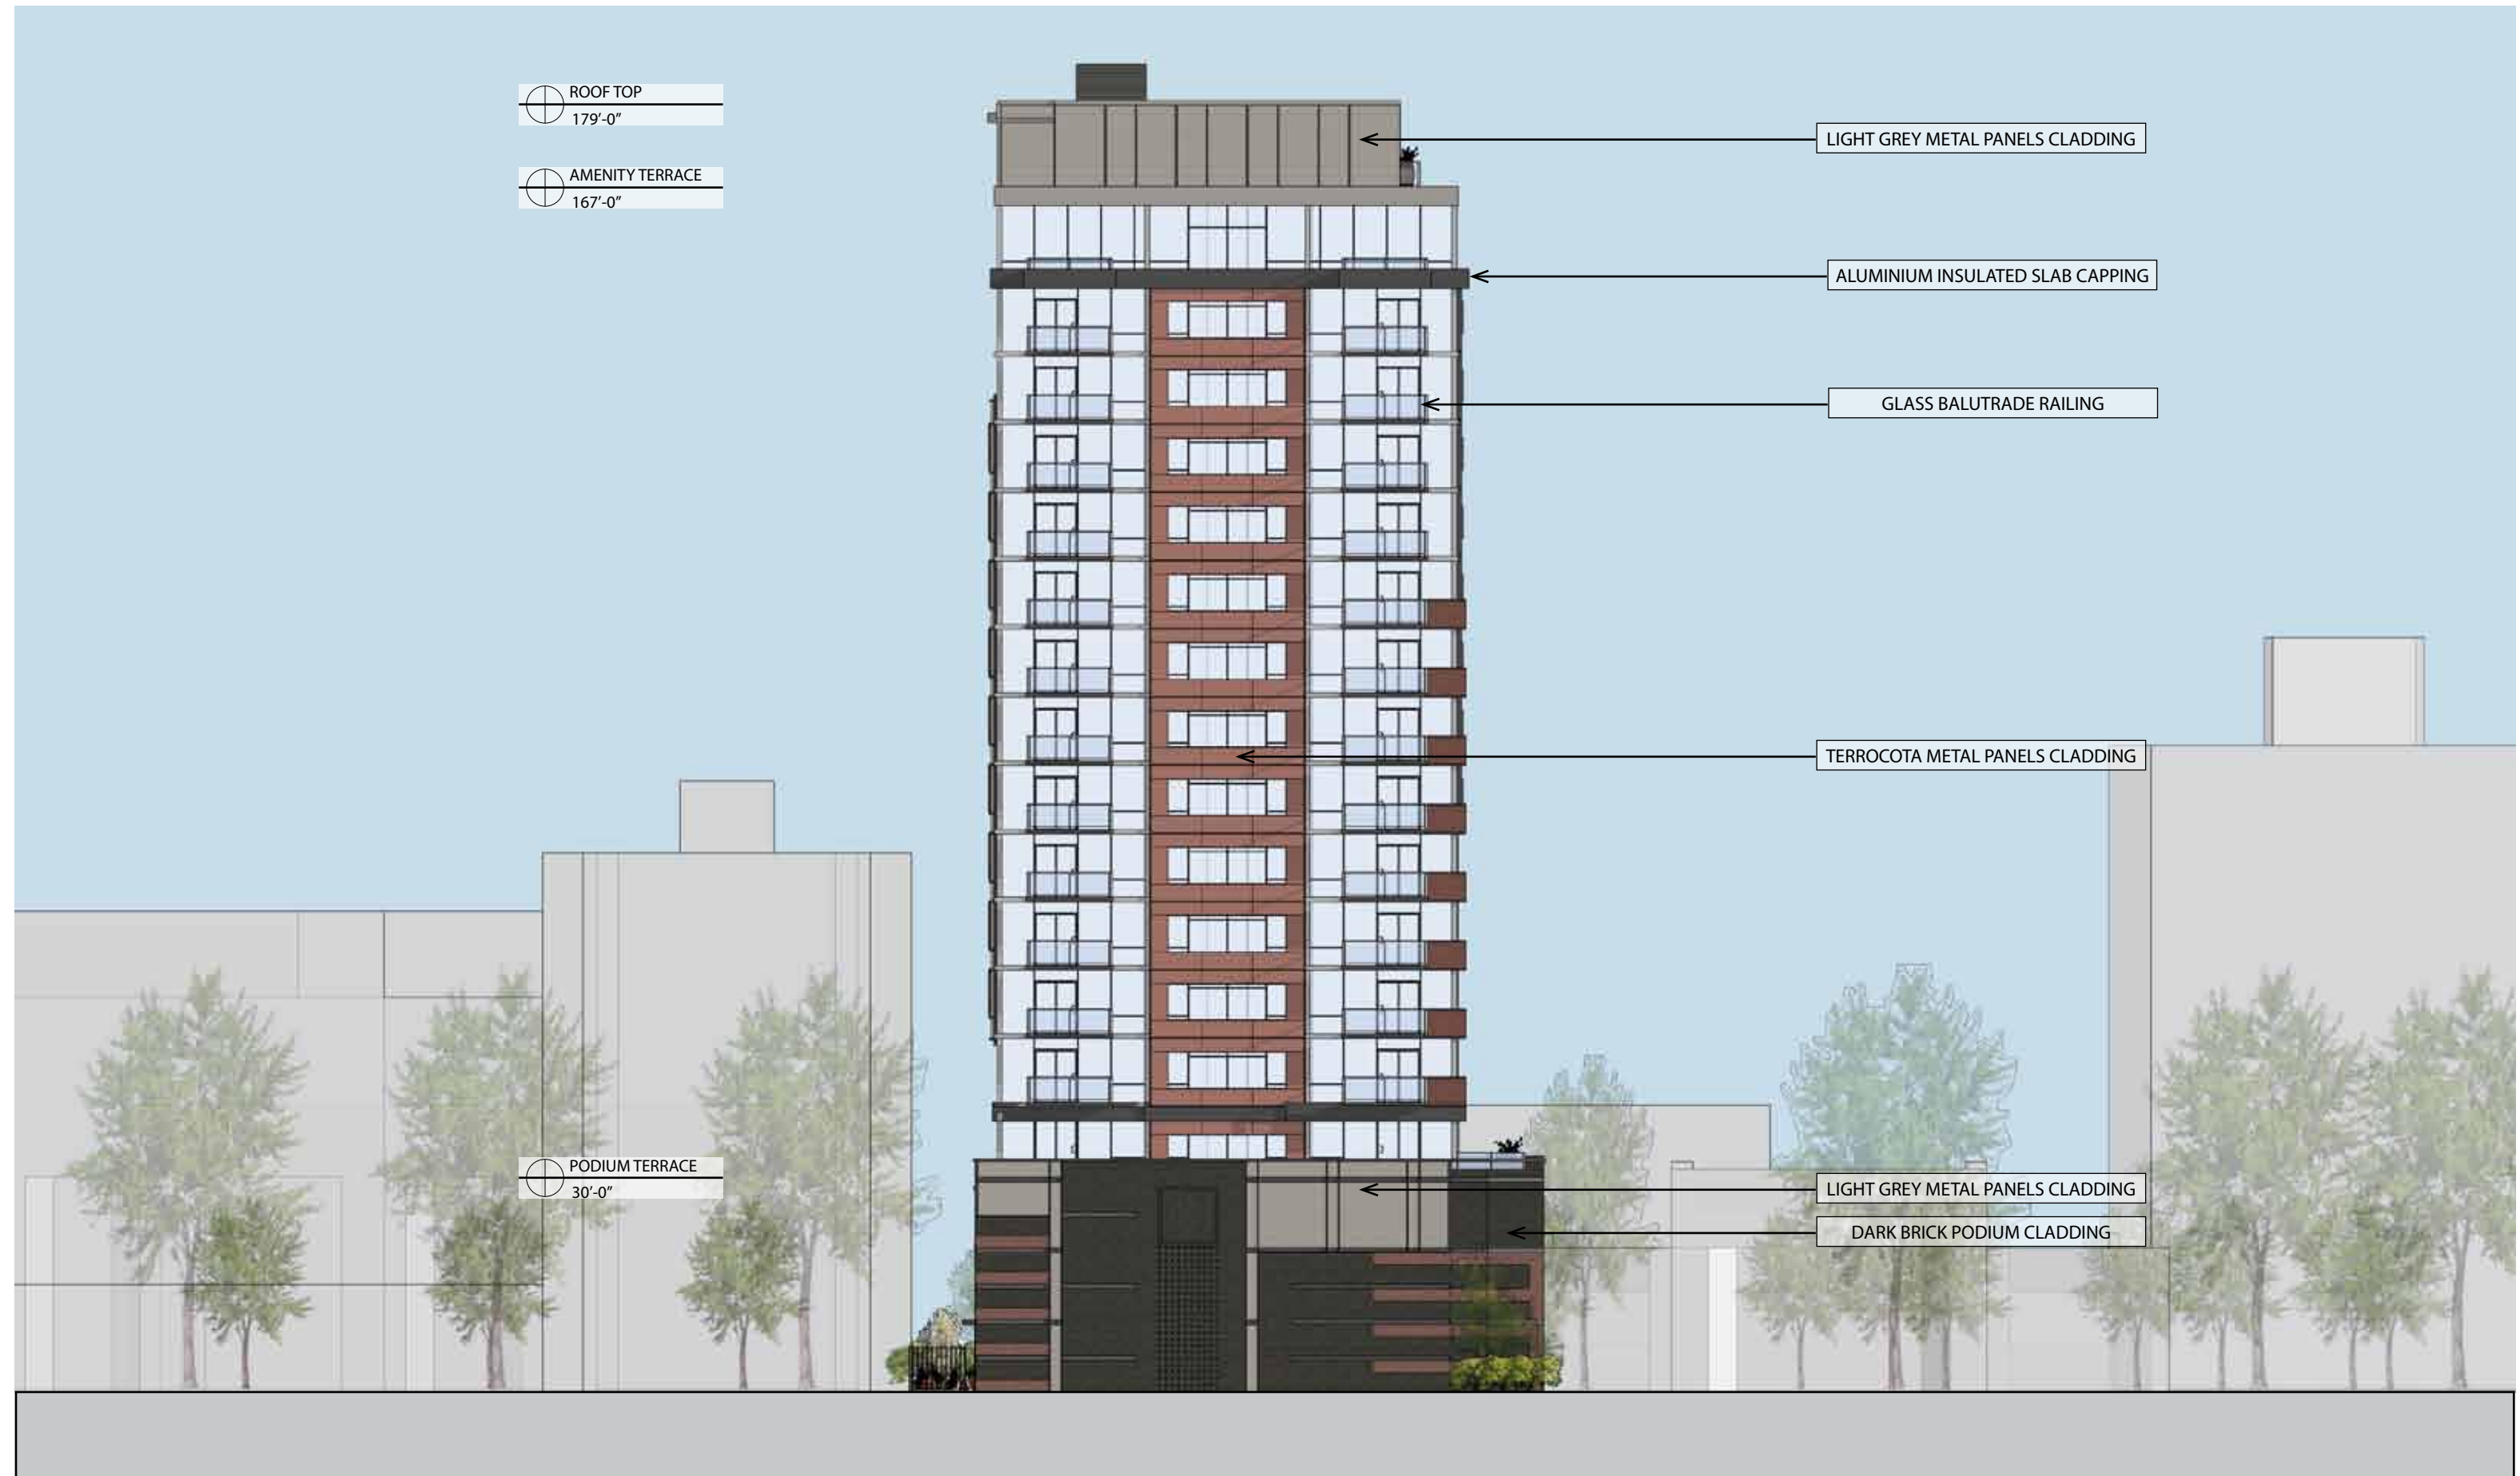 ROOF TOP
179'-0"
LIGHT GREY METAL PANELS CLADDING
AMENITY TERRACE
167'-0"
ALUMINIUM INSULATED SLAB CAPPING
GLASS BALUTRADE RAILING
TERROCOTA METAL PANELS CLADDING
PODIUM TERRACE
30'-0"
LIGHT GREY METAL PANELS CLADDING
DARK BRICK PODIUM CLADDING